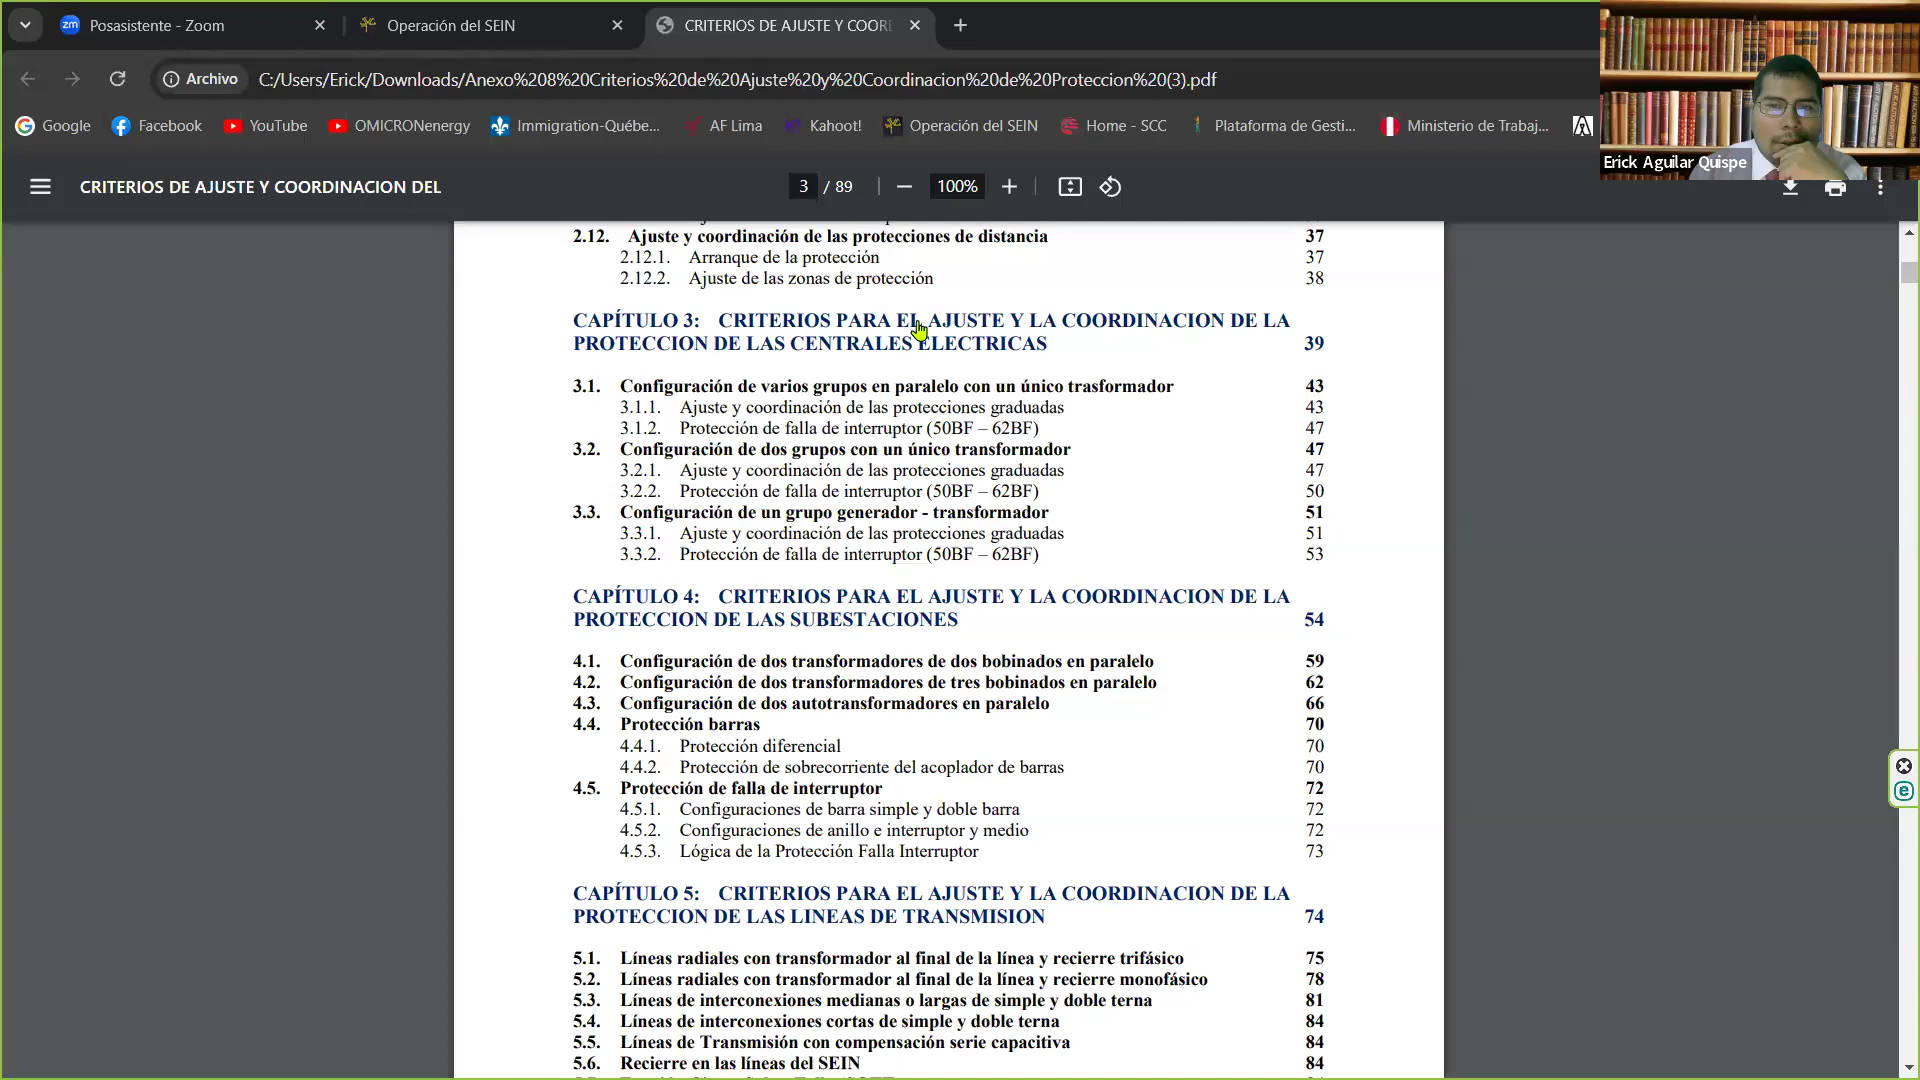 zm Posasistente - Zoom
Operación del SEIN
CRITERIOS DE AJUSTE Y COOR
Archivo
C:/Users/Erick/Downloads/Anexo%208%20Criterios%20de%20Ajuste%20y%20Coordinacion%20de%20Proteccion%20(3).pdf
Google
Facebook
YouTube
OMICRONenergy
Immigration-Québe...
AF Lima
Kahoot!
Operación del SEIN
Home - SCC
Plataforma de Gesti...
Ministerio de Trabaj...
Erick Aguilar Quispe
CRITERIOS DE AJUSTE Y COORDINACION DEL
3 / 89
100%
2.12. Ajuste y coordinación de las protecciones de distancia 37
2.12.1. Arranque de la protección 37
2.12.2. Ajuste de las zonas de protección 38
CAPÍTULO 3: CRITERIOS PARA EL AJUSTE Y LA COORDINACION DE LA
PROTECCION DE LAS CENTRALES ELECTRICAS 39
3.1. Configuración de varios grupos en paralelo con un único trasformador 43
3.1.1. Ajuste y coordinación de las protecciones graduadas 43
3.1.2. Protección de falla de interruptor (50BF – 62BF) 47
3.2. Configuración de dos grupos con un único transformador 47
3.2.1. Ajuste y coordinación de las protecciones graduadas 47
3.2.2. Protección de falla de interruptor (50BF – 62BF) 50
3.3. Configuración de un grupo generador - transformador 51
3.3.1. Ajuste y coordinación de las protecciones graduadas 51
3.3.2. Protección de falla de interruptor (50BF – 62BF) 53
CAPÍTULO 4: CRITERIOS PARA EL AJUSTE Y LA COORDINACION DE LA
PROTECCION DE LAS SUBESTACIONES 54
4.1. Configuración de dos transformadores de dos bobinados en paralelo 59
4.2. Configuración de dos transformadores de tres bobinados en paralelo 62
4.3. Configuración de dos autotransformadores en paralelo 66
4.4. Protección barras 70
4.4.1. Protección diferencial 70
4.4.2. Protección de sobrecorriente del acoplador de barras 70
4.5. Protección de falla de interruptor 72
4.5.1. Configuraciones de barra simple y doble barra 72
4.5.2. Configuraciones de anillo e interruptor y medio 72
4.5.3. Lógica de la Protección Falla Interruptor 73
CAPÍTULO 5: CRITERIOS PARA EL AJUSTE Y LA COORDINACION DE LA
PROTECCION DE LAS LINEAS DE TRANSMISION 74
5.1. Líneas radiales con transformador al final de la línea y recierre trifásico 75
5.2. Líneas radiales con transformador al final de la línea y recierre monofásico 78
5.3. Líneas de interconexiones medianas o largas de simple y doble terna 81
5.4. Líneas de interconexiones cortas de simple y doble terna 84
5.5. Líneas de Transmisión con compensación serie capacitiva 84
5.6. Recierre en las líneas del SEIN 84